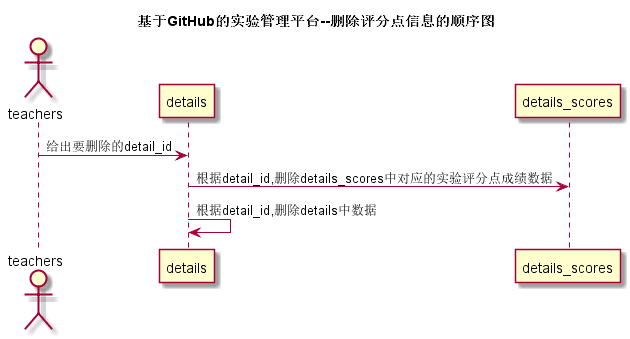 基于GitHub的实验管理平台--删除评分点信息的顺序图
teachers
details
details_scores
给出要删除的detail_id
根据detail_id,删除details_scores中对应的实验评分点成绩数据
根据detail_id,删除details中数据
teachers
details
details_scores